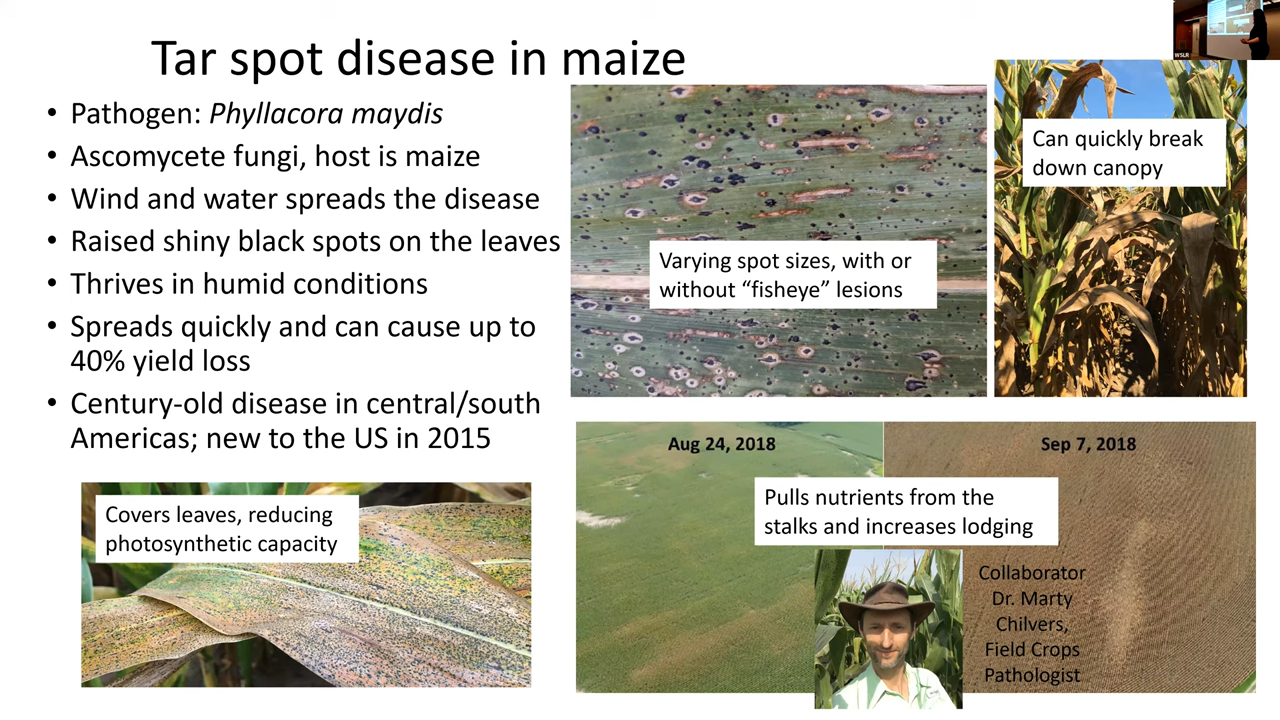 Tar spot disease in maize
• Pathogen: Phyllacora maydis
• Ascomycete fungi, host is maize
• Wind and water spreads the disease
• Raised shiny black spots on the leaves
• Thrives in humid conditions
• Spreads quickly and can cause up to
40% yield loss
• Century-old disease in central/south
Americas; new to the US in 2015
Covers leaves, reducing
photosynthetic capacity
Varying spot sizes, with or
without “fisheye” lesions
Can quickly break
down canopy
Aug 24, 2018
Sep 7, 2018
Pulls nutrients from the
stalks and increases lodging
Collaborator
Dr. Marty
Chilvers,
Field Crops
Pathologist
WSLR